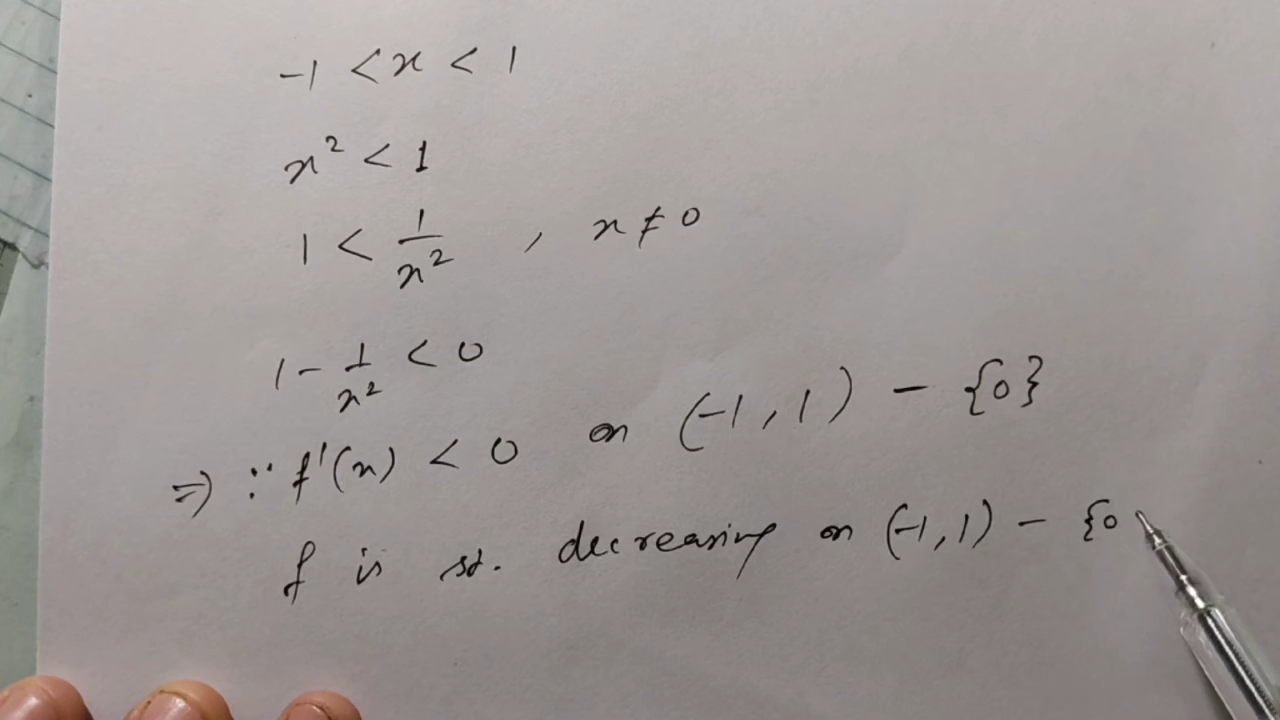 -1 < x < 1
x² < 1
1 < 1/x² , x ≠ 0
1 - 1/x² < 0
⇒ ∵ f'(x) < 0 on (-1, 1) - {0}
f is st. decreasing on (-1, 1) - {0